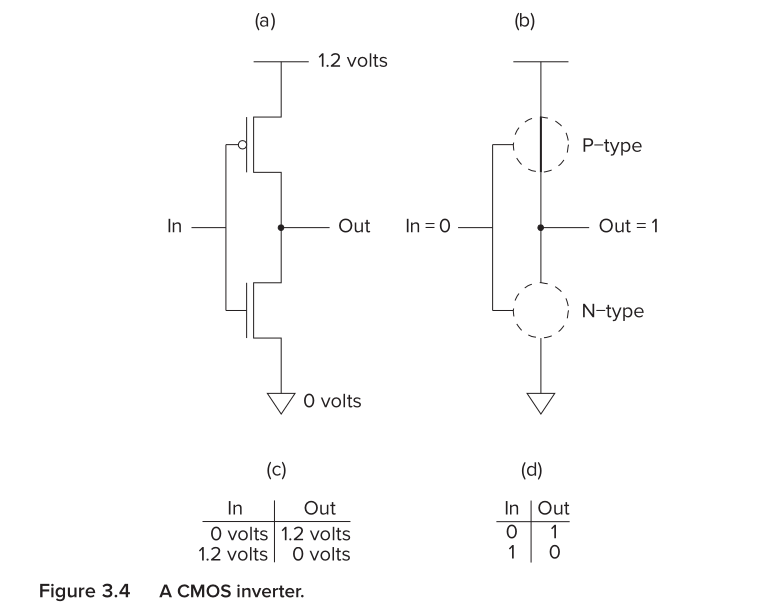 (a) (b)
1.2 volts
P-type
In Out In = 0 Out = 1
N-type
0 volts
(c) (d)
In Out In Out
0 volts 1.2 volts 0 1
1.2 volts 0 volts 1 0
Figure 3.4 A CMOS inverter.